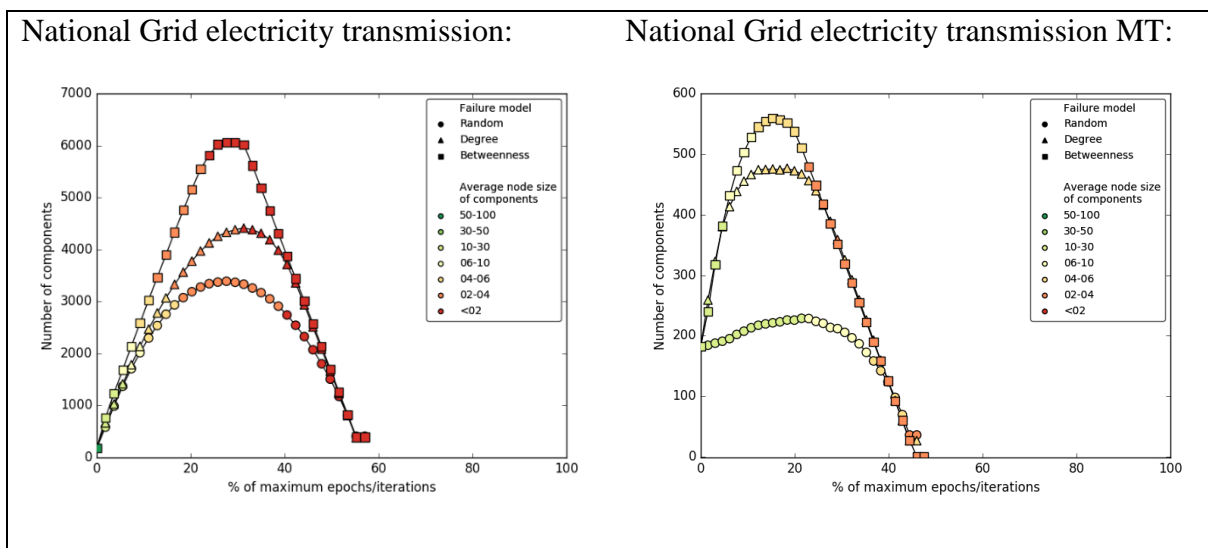 National Grid electricity transmission:
7000
6000
5000
4000
3000
2000
1000
0
Number of components
0 20 40 60 80 100
% of maximum epochs/iterations
Failure model
Random
Degree
Betweenness
Average node size
of components
50-100
30-50
10-30
06-10
04-06
02-04
<02
National Grid electricity transmission MT:
600
500
400
300
200
100
0
Number of components
0 20 40 60 80 100
% of maximum epochs/iterations
Failure model
Random
Degree
Betweenness
Average node size
of components
50-100
30-50
10-30
06-10
04-06
02-04
<02